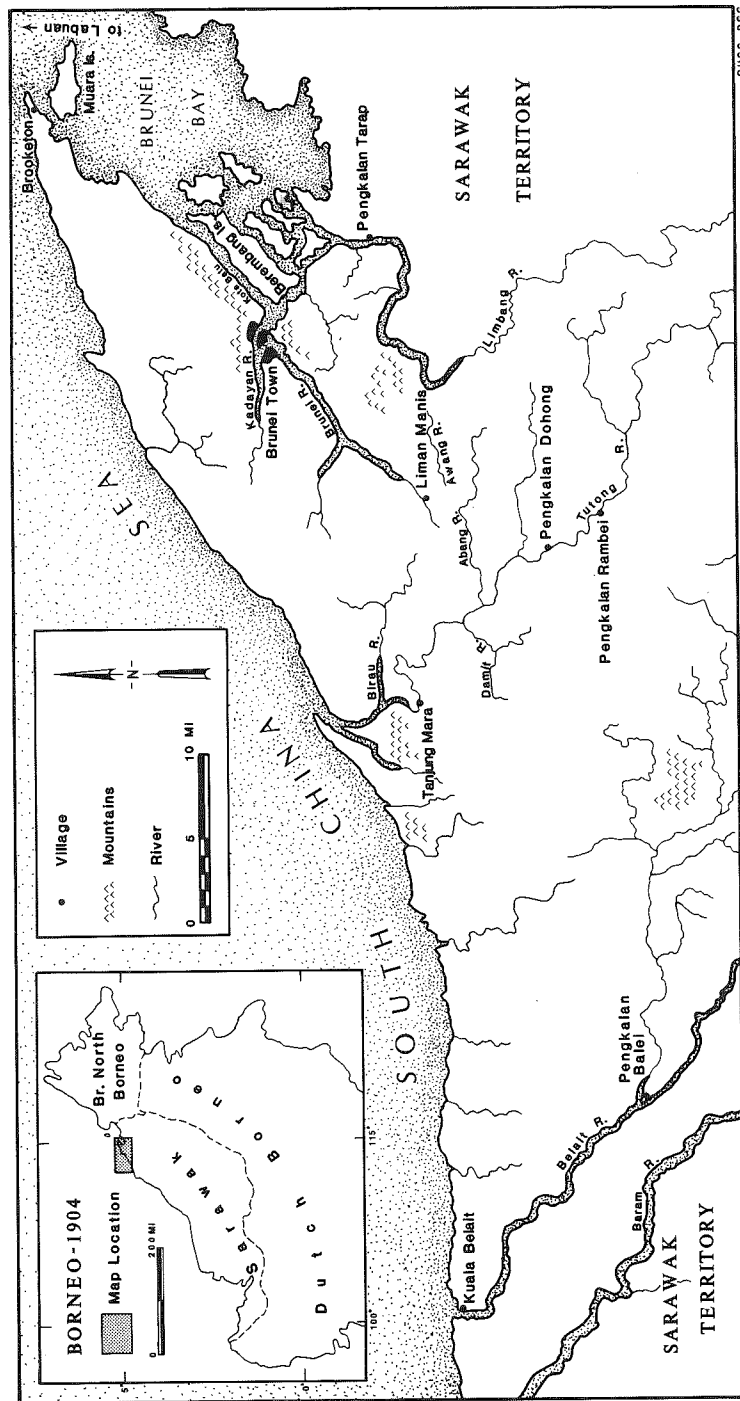 BORNEO-1904
Map Location
0 200 MI
5°
0°
100°
115°
Br. North
Borneo
Sarawak
Dutch Borneo
Village
Mountains
River
0 5 10 MI
-N-
SOUTH CHINA SEA
to Labuan
Brooketon
Muara Is.
BRUNEI
BAY
Berembang Is.
Kota Batu
Kadayan R.
Brunei Town
Brunei R.
Pengkalan Tarap
SARAWAK
TERRITORY
Limbang R.
Liman Manis
Awang R.
Abang R.
Pengkalan Dohong
Tutong R.
Pengkalan Rambei
Birau R.
Damit R.
Tanjung Mara
Kuala Belait
Belait R.
Pengkalan
Balei
Baram R.
SARAWAK
TERRITORY